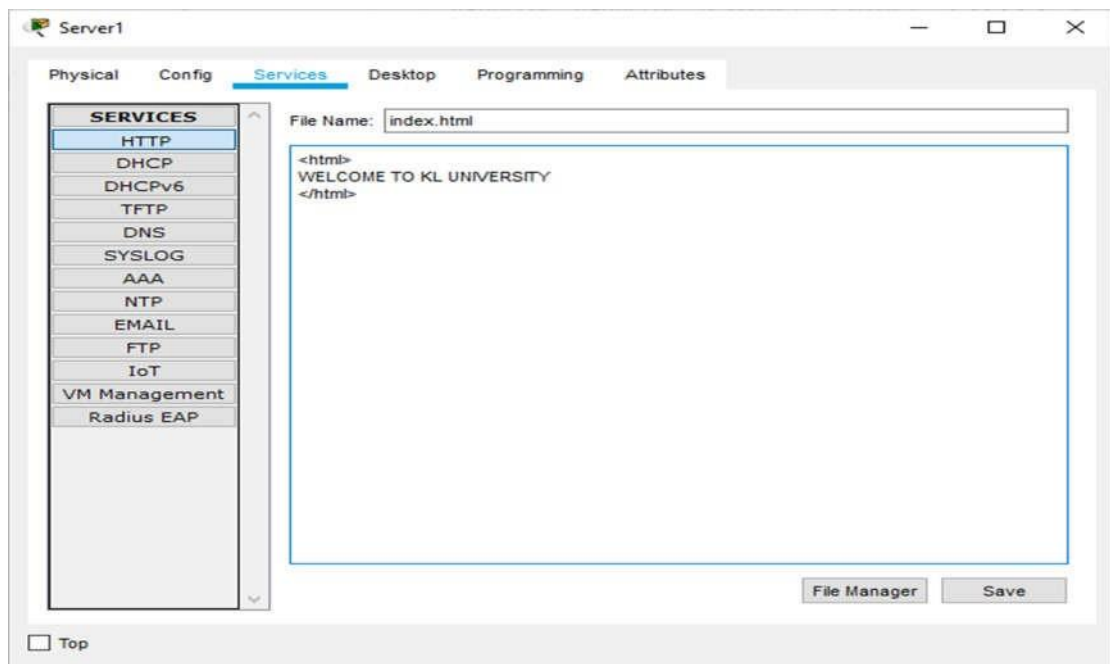 Server1
Physical Config Services Desktop Programming Attributes
SERVICES
HTTP
DHCP
DHCPv6
TFTP
DNS
SYSLOG
AAA
NTP
EMAIL
FTP
IoT
VM Management
Radius EAP
File Name: index.html
<html>
WELCOME TO KL UNIVERSITY
</html>
File Manager Save
Top